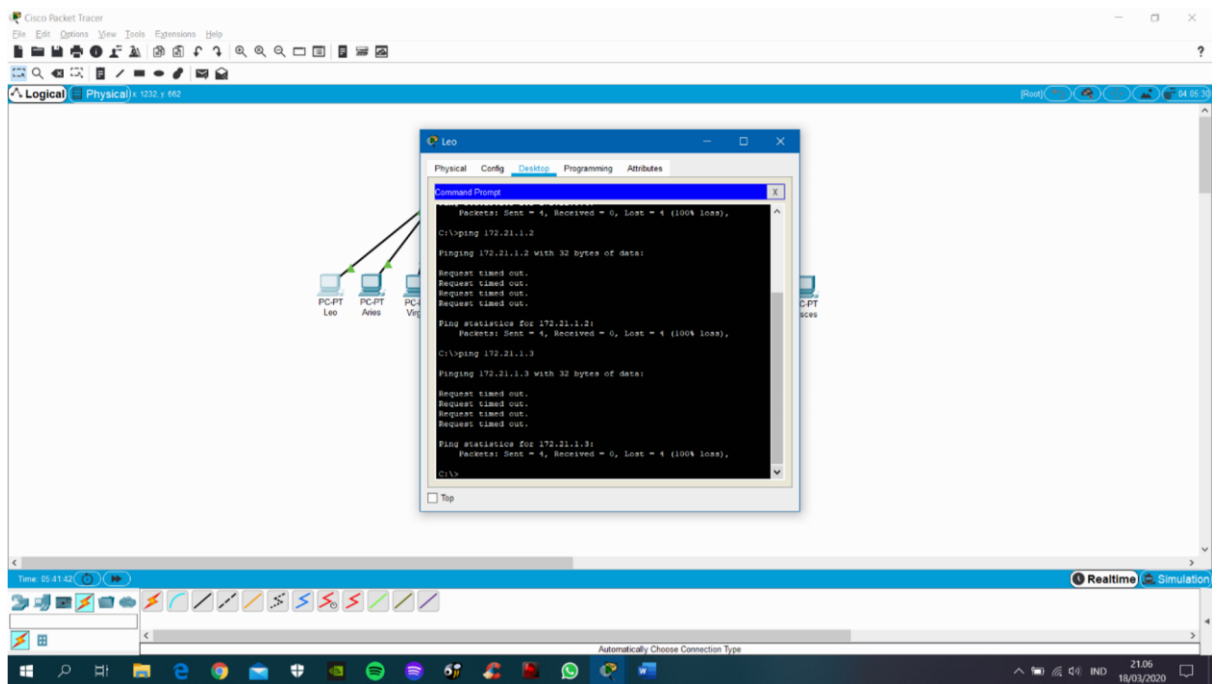 Cisco Packet Tracer
File Edit Options View Tools Extensions Help
?
Logical Physical x: 1232, y: 662 [Root] 04:05:30
Leo
Physical Config Desktop Programming Attributes
Command Prompt X
Packets: Sent = 4, Received = 0, Lost = 4 (100% loss),
C:\>ping 172.21.1.2
Pinging 172.21.1.2 with 32 bytes of data:
Request timed out.
Request timed out.
Request timed out.
Request timed out.
Ping statistics for 172.21.1.2:
Packets: Sent = 4, Received = 0, Lost = 4 (100% loss),
C:\>ping 172.21.1.3
Pinging 172.21.1.3 with 32 bytes of data:
Request timed out.
Request timed out.
Request timed out.
Request timed out.
Ping statistics for 172.21.1.3:
Packets: Sent = 4, Received = 0, Lost = 4 (100% loss),
C:\>
Top
PC-PT
Leo
PC-PT
Aries
PC-
Virg
C-PT
sces
Time: 05:41:42 Realtime Simulation
Automatically Choose Connection Type
IND 21.06
18/03/2020